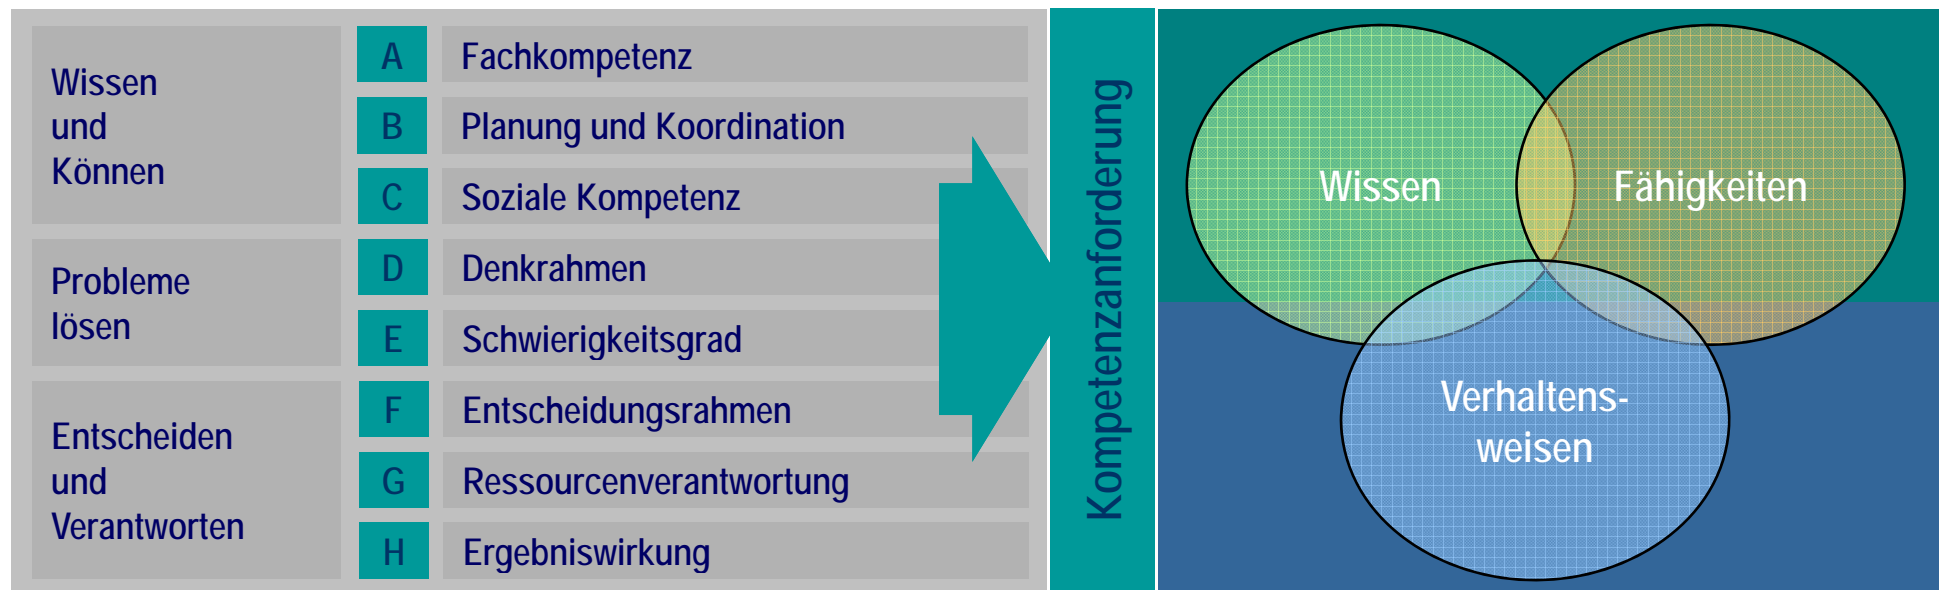 Wissen
und
Können
A
Fachkompetenz
B
Planung und Koordination
C
Soziale Kompetenz
Probleme
lösen
D
Denkrahmen
E
Schwierigkeitsgrad
Entscheiden
und
Verantworten
F
Entscheidungsrahmen
G
Ressourcenverantwortung
H
Ergebniswirkung
Kompetenzanforderung
Wissen
Fähigkeiten
Verhaltens-
weisen